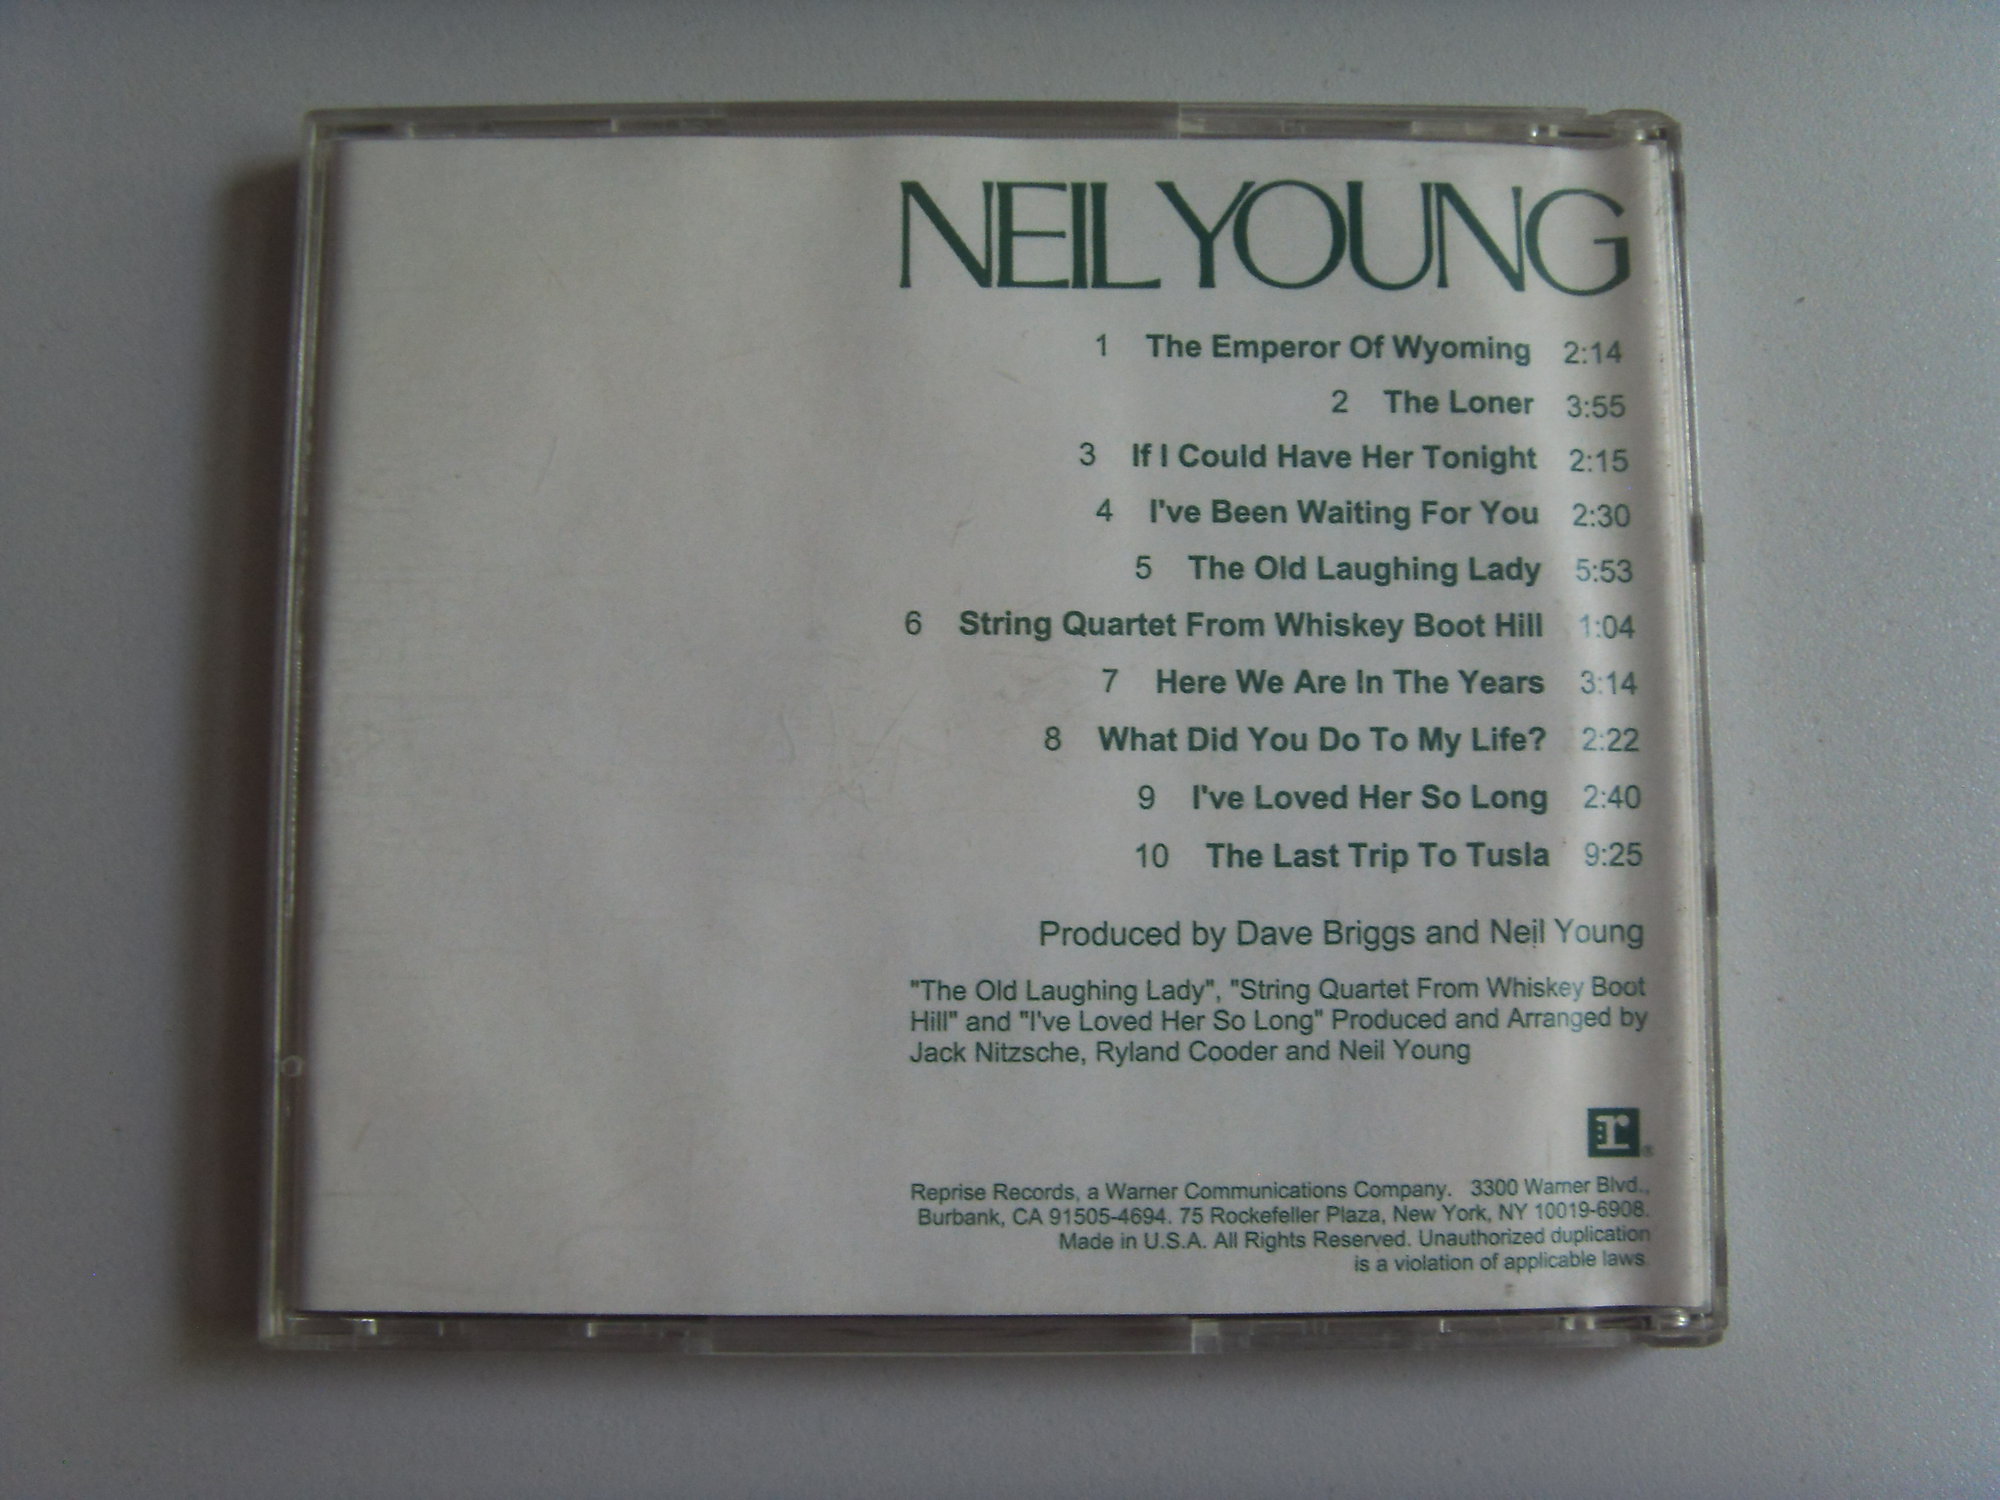 NEIL YOUNG
1 The Emperor Of Wyoming 2:14
2 The Loner 3:55
3 If I Could Have Her Tonight 2:15
4 I've Been Waiting For You 2:30
5 The Old Laughing Lady 5:53
6 String Quartet From Whiskey Boot Hill 1:04
7 Here We Are In The Years 3:14
8 What Did You Do To My Life? 2:22
9 I've Loved Her So Long 2:40
10 The Last Trip To Tusla 9:25
Produced by Dave Briggs and Neil Young
"The Old Laughing Lady", "String Quartet From Whiskey Boot
Hill" and "I've Loved Her So Long" Produced and Arranged by
Jack Nitzsche, Ryland Cooder and Neil Young
r ®
Reprise Records, a Warner Communications Company. 3300 Warner Blvd.,
Burbank, CA 91505-4694. 75 Rockefeller Plaza, New York, NY 10019-6908.
Made in U.S.A. All Rights Reserved. Unauthorized duplication
is a violation of applicable laws.